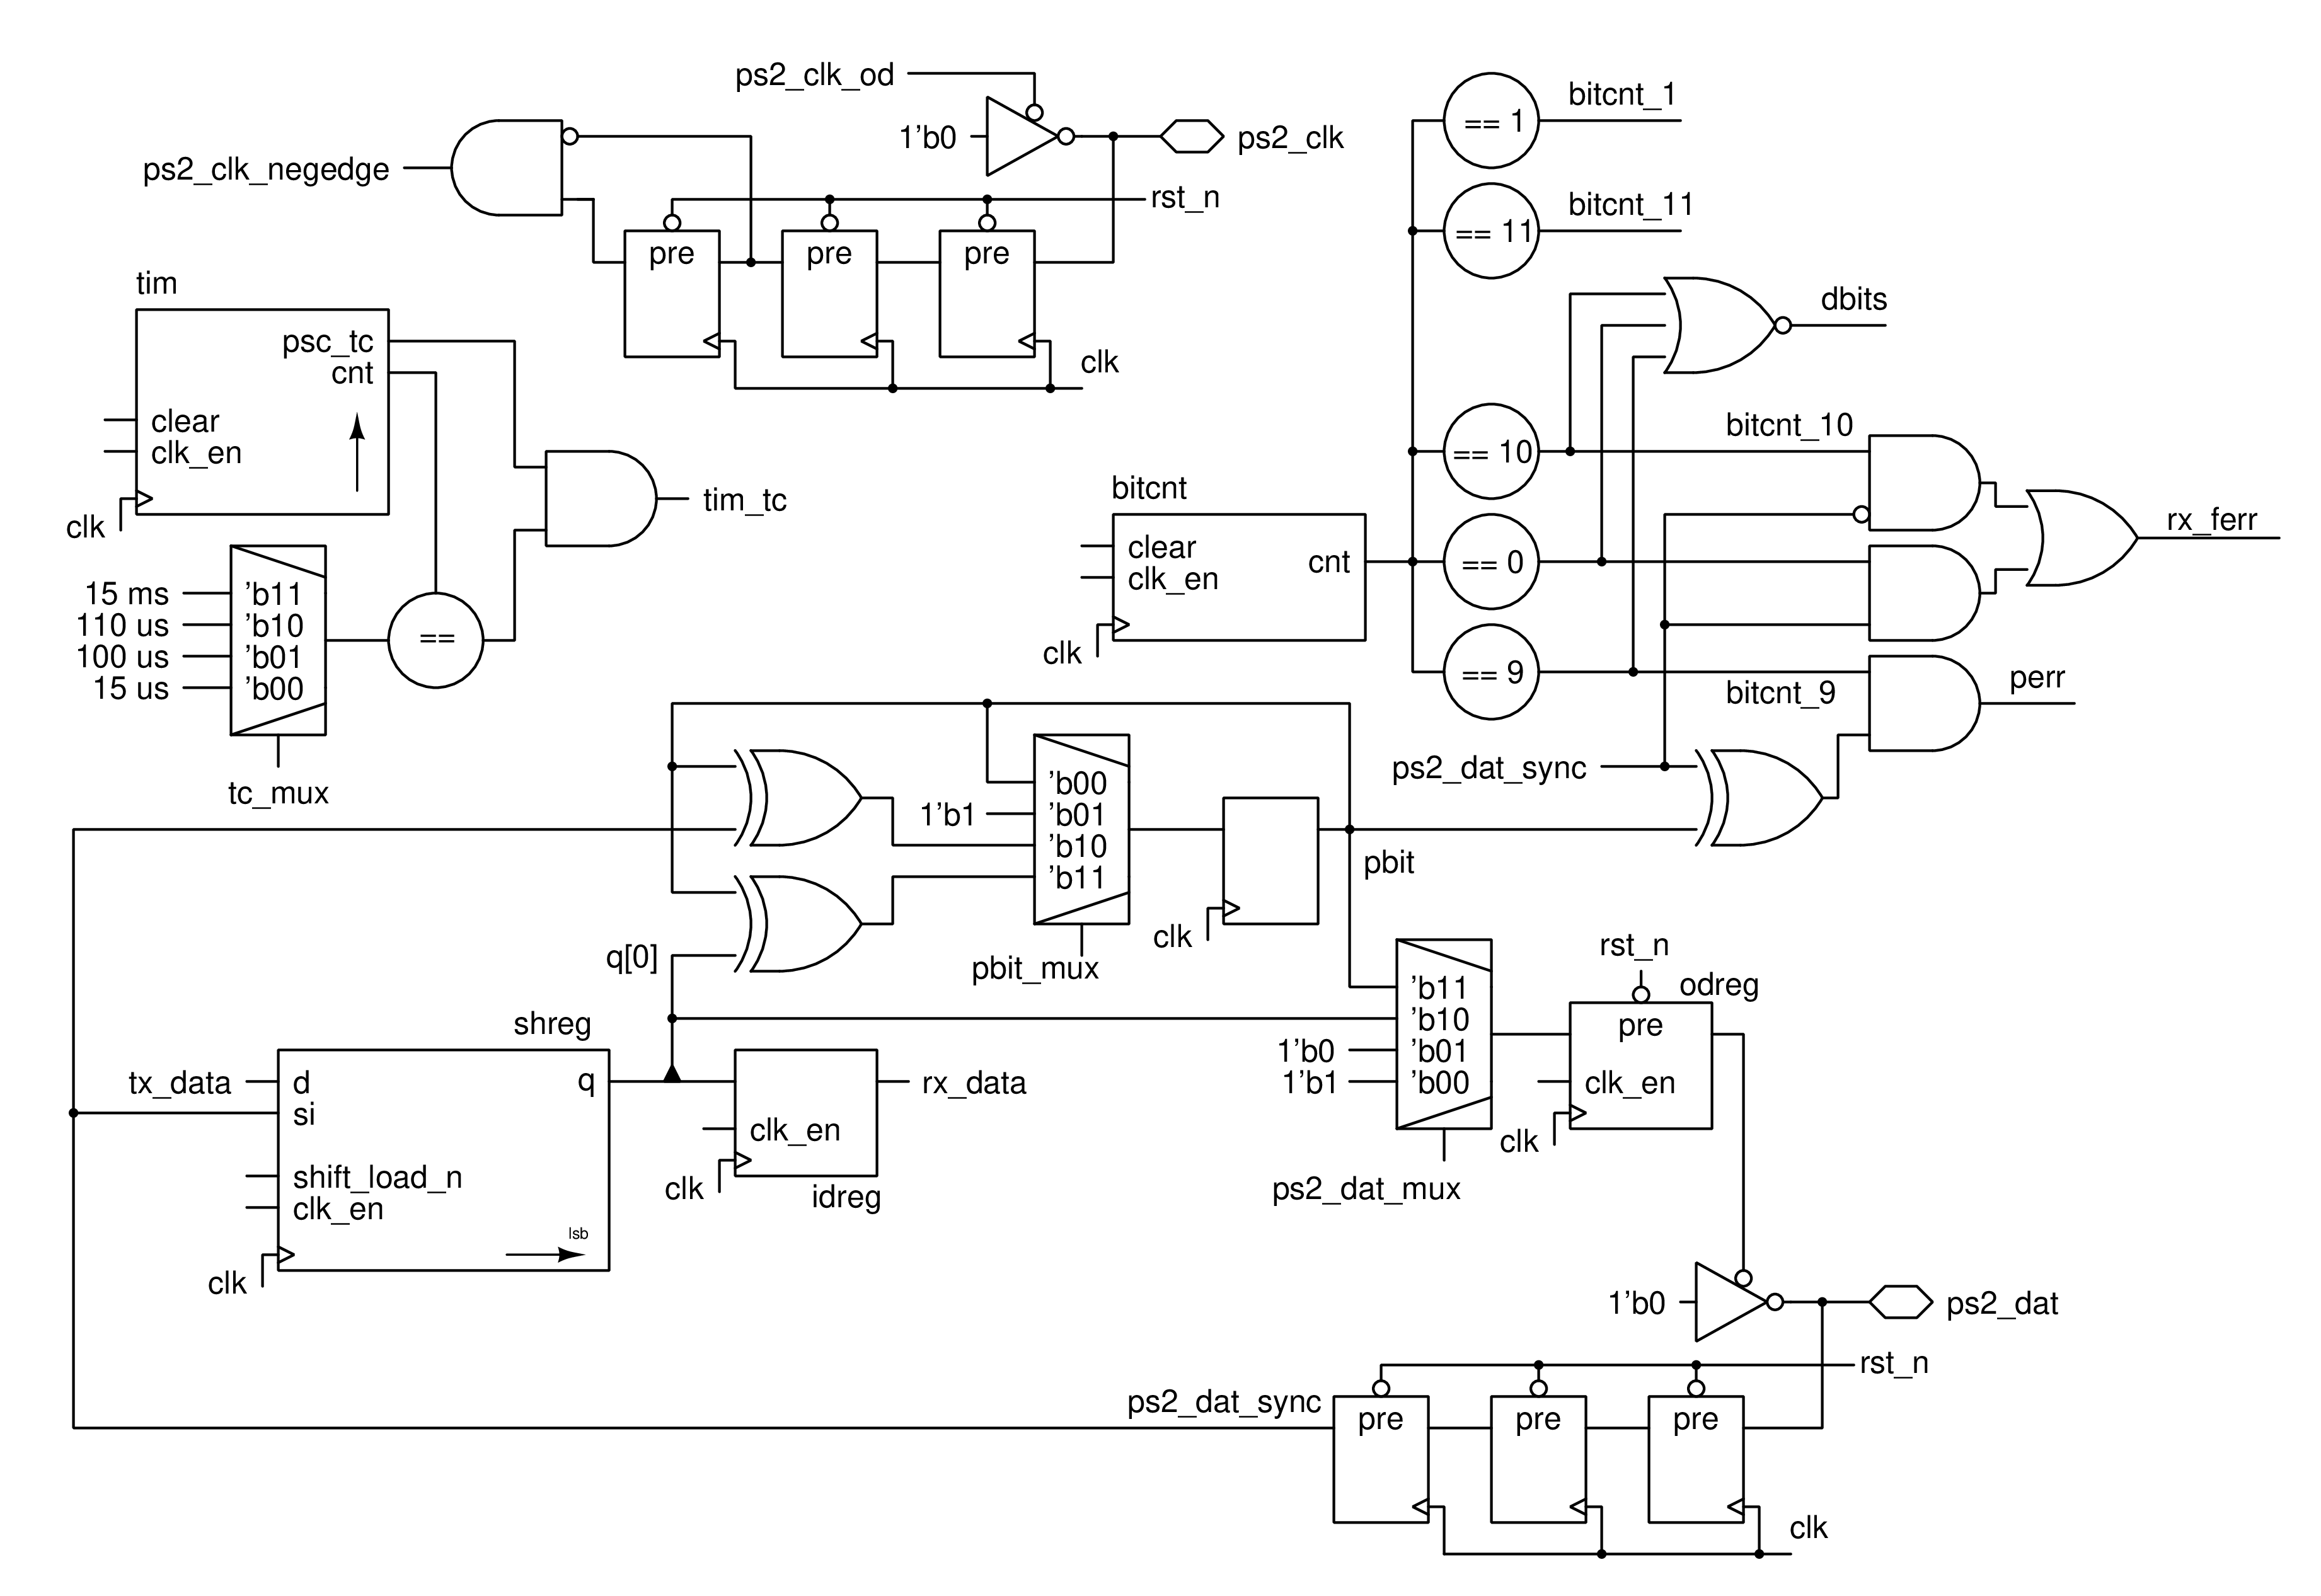 ps2_clk_od
1'b0
ps2_clk
ps2_clk_negedge
rst_n
pre
pre
pre
clk
== 1
bitcnt_1
== 11
bitcnt_11
dbits
tim
psc_tc
cnt
clear
clk_en
clk
tim_tc
15 ms
110 us
100 us
15 us
'b11
'b10
'b01
'b00
==
tc_mux
bitcnt
clear
clk_en
cnt
clk
== 10
bitcnt_10
== 0
== 9
bitcnt_9
rx_ferr
perr
ps2_dat_sync
1'b1
'b00
'b01
'b10
'b11
pbit_mux
clk
pbit
q[0]
shreg
tx_data
d
si
q
shift_load_n
clk_en
lsb
clk
clk_en
clk
idreg
rx_data
1'b0
1'b1
'b11
'b10
'b01
'b00
ps2_dat_mux
rst_n
odreg
pre
clk_en
clk
1'b0
ps2_dat
rst_n
ps2_dat_sync
pre
pre
pre
clk